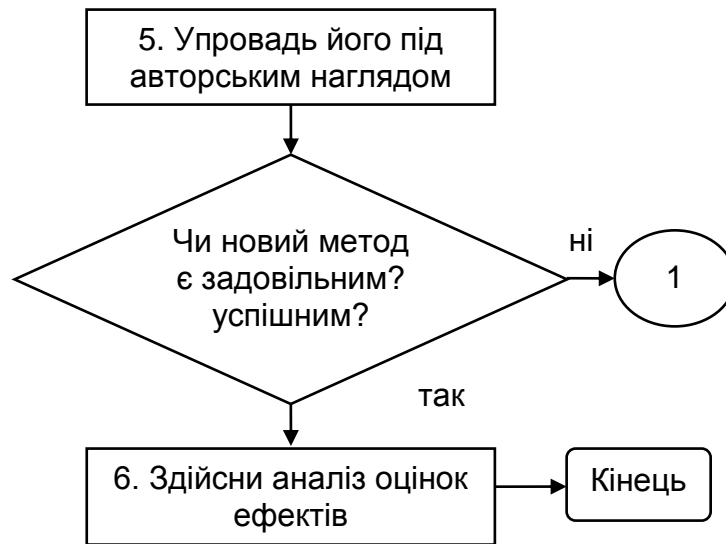 5. Упровадь його під
авторським наглядом
Чи новий метод
є задовільним?
успішним?
ні
1
так
6. Здійсни аналіз оцінок
ефектів
Кінець